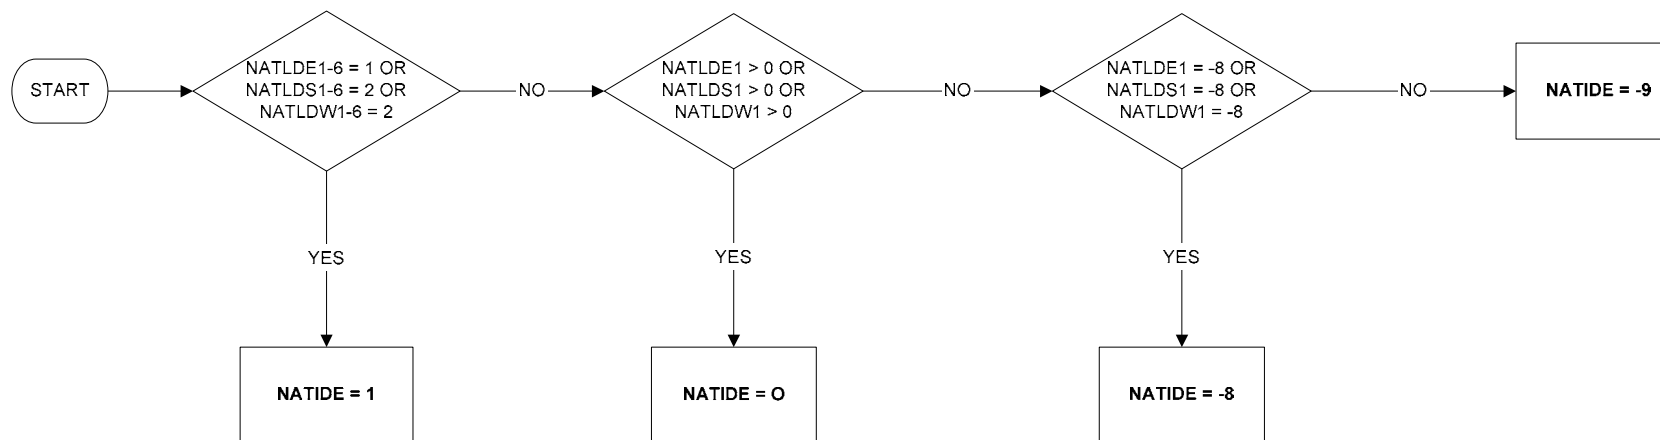 START
NATLDE1-6 = 1 OR
NATLDS1-6 = 2 OR
NATLDW1-6 = 2
NO
NATLDE1 > 0 OR
NATLDS1 > 0 OR
NATLDW1 > 0
NO
NATLDE1 = -8 OR
NATLDS1 = -8 OR
NATLDW1 = -8
NO
NATIDE = -9
YES
YES
YES
NATIDE = 1
NATIDE = O
NATIDE = -8